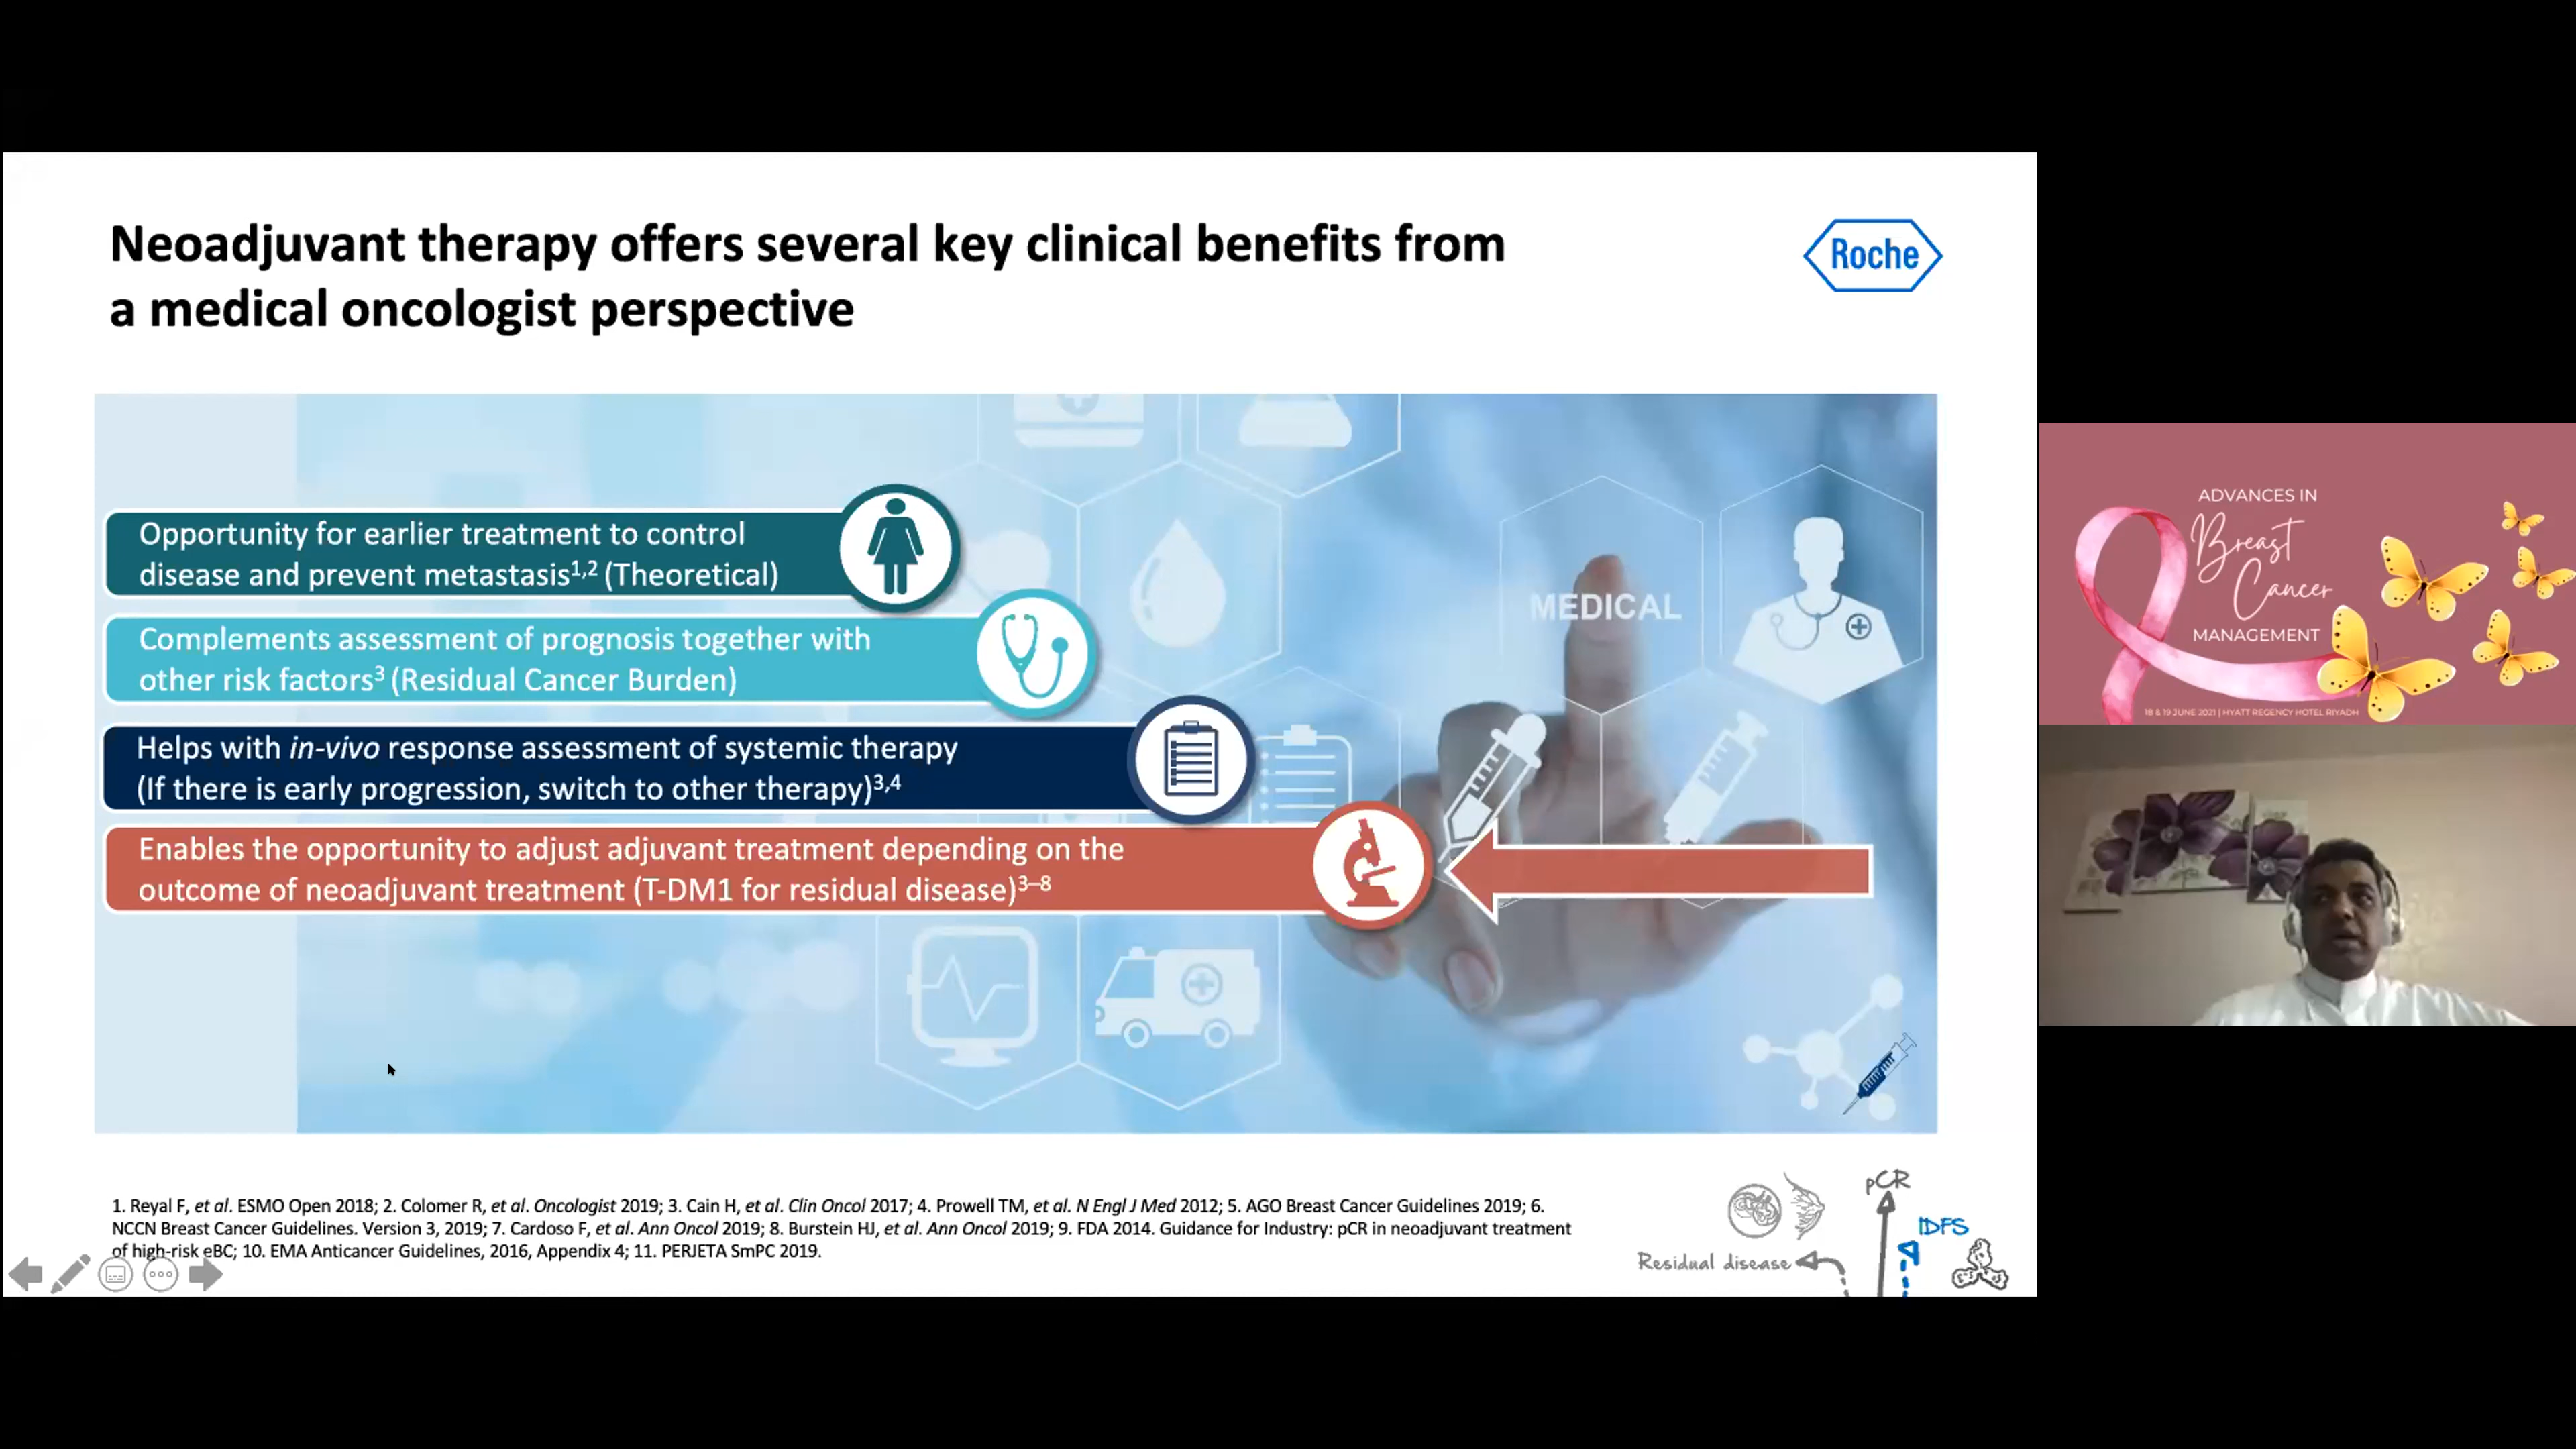 Neoadjuvant therapy offers several key clinical benefits from
a medical oncologist perspective
Roche
Opportunity for earlier treatment to control
disease and prevent metastasis1,2 (Theoretical)
Complements assessment of prognosis together with
other risk factors3 (Residual Cancer Burden)
Helps with in-vivo response assessment of systemic therapy
(If there is early progression, switch to other therapy)3,4
Enables the opportunity to adjust adjuvant treatment depending on the
outcome of neoadjuvant treatment (T-DM1 for residual disease)3–8
MEDICAL
1. Reyal F, et al. ESMO Open 2018; 2. Colomer R, et al. Oncologist 2019; 3. Cain H, et al. Clin Oncol 2017; 4. Prowell TM, et al. N Engl J Med 2012; 5. AGO Breast Cancer Guidelines 2019; 6.
NCCN Breast Cancer Guidelines. Version 3, 2019; 7. Cardoso F, et al. Ann Oncol 2019; 8. Burstein HJ, et al. Ann Oncol 2019; 9. FDA 2014. Guidance for Industry: pCR in neoadjuvant treatment
of high-risk eBC; 10. EMA Anticancer Guidelines, 2016, Appendix 4; 11. PERJETA SmPC 2019.
pCR
IDFS
Residual disease
ADVANCES IN
Breast
Cancer
MANAGEMENT
18 & 19 JUNE 2021 | HYATT REGENCY HOTEL RIYADH